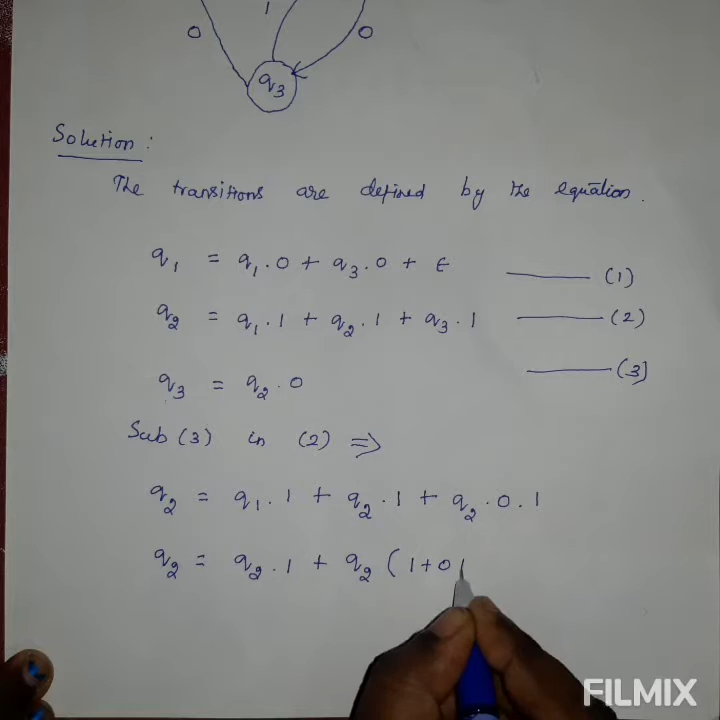 1
0 0
q3
Solution :
The transitions are defined by the equation.
q1 = q1.0 + q3.0 + ϵ —— (1)
q2 = q1.1 + q2.1 + q3.1 —— (2)
q3 = q2.0 —— (3)
Sub (3) in (2) ⇒
q2 = q1.1 + q2.1 + q2.0.1
q2 = q2.1 + q2 (1+01
FILMIX